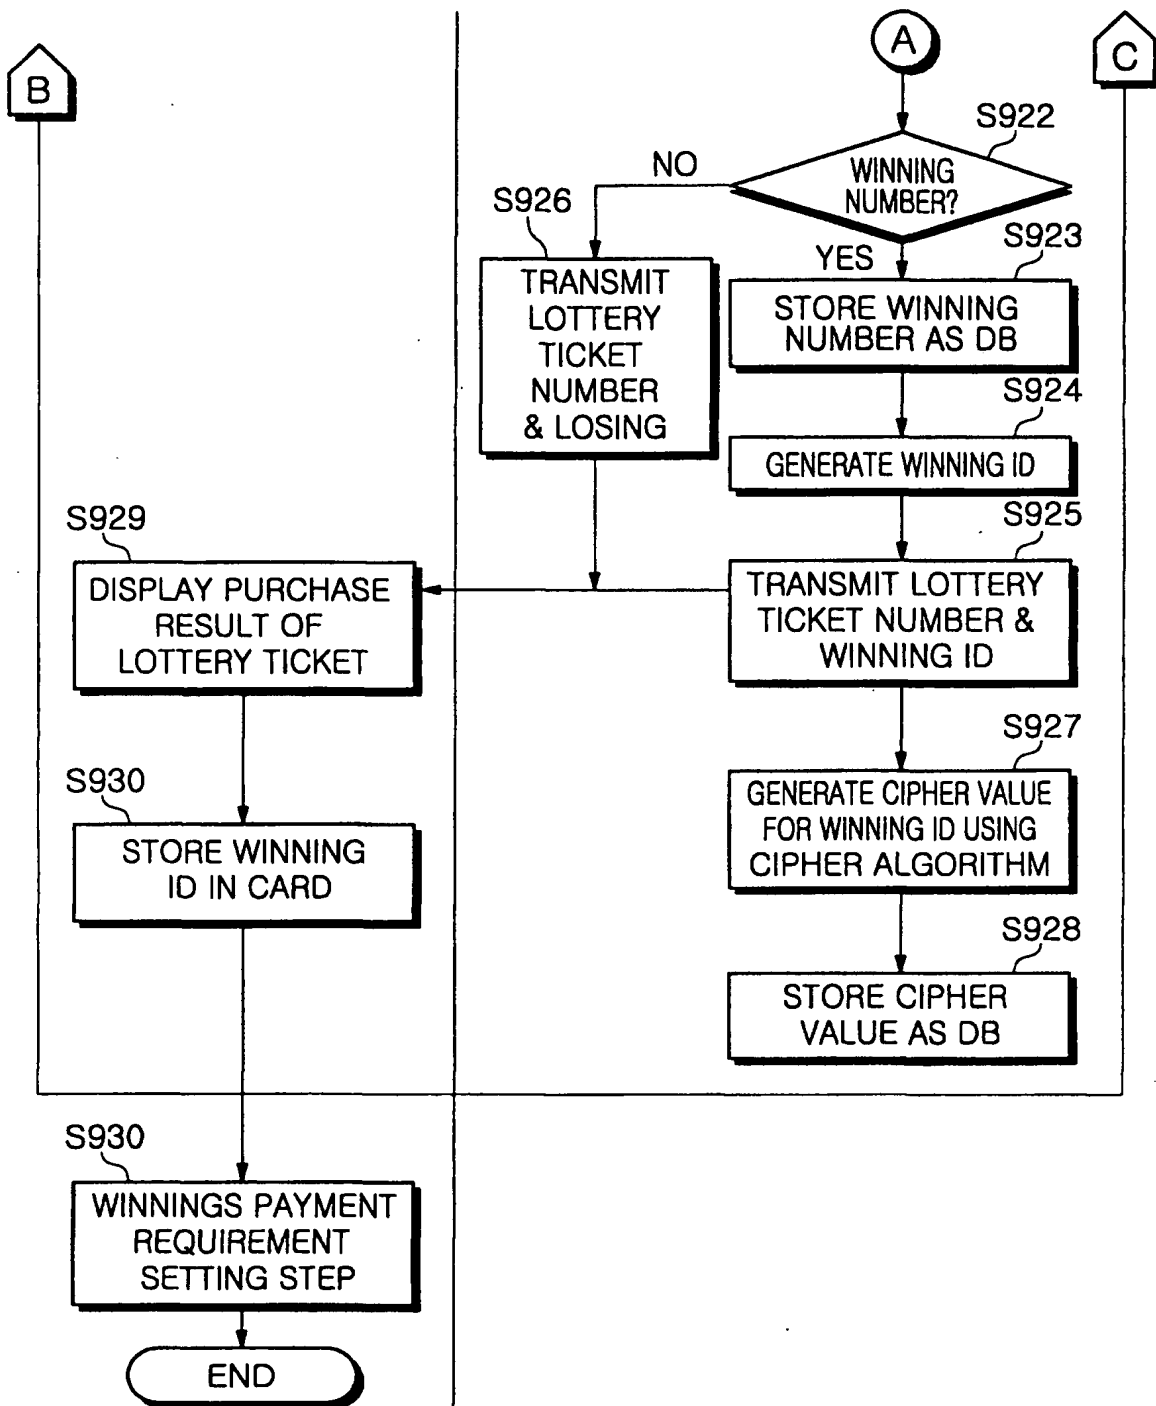 A
B
C
S922
WINNING
NUMBER?
NO
YES
S926
TRANSMIT
LOTTERY
TICKET
NUMBER
& LOSING
S923
STORE WINNING
NUMBER AS DB
S924
GENERATE WINNING ID
S925
TRANSMIT LOTTERY
TICKET NUMBER &
WINNING ID
S929
DISPLAY PURCHASE
RESULT OF
LOTTERY TICKET
S927
GENERATE CIPHER VALUE
FOR WINNING ID USING
CIPHER ALGORITHM
S930
STORE WINNING
ID IN CARD
S928
STORE CIPHER
VALUE AS DB
S930
WINNINGS PAYMENT
REQUIREMENT
SETTING STEP
END